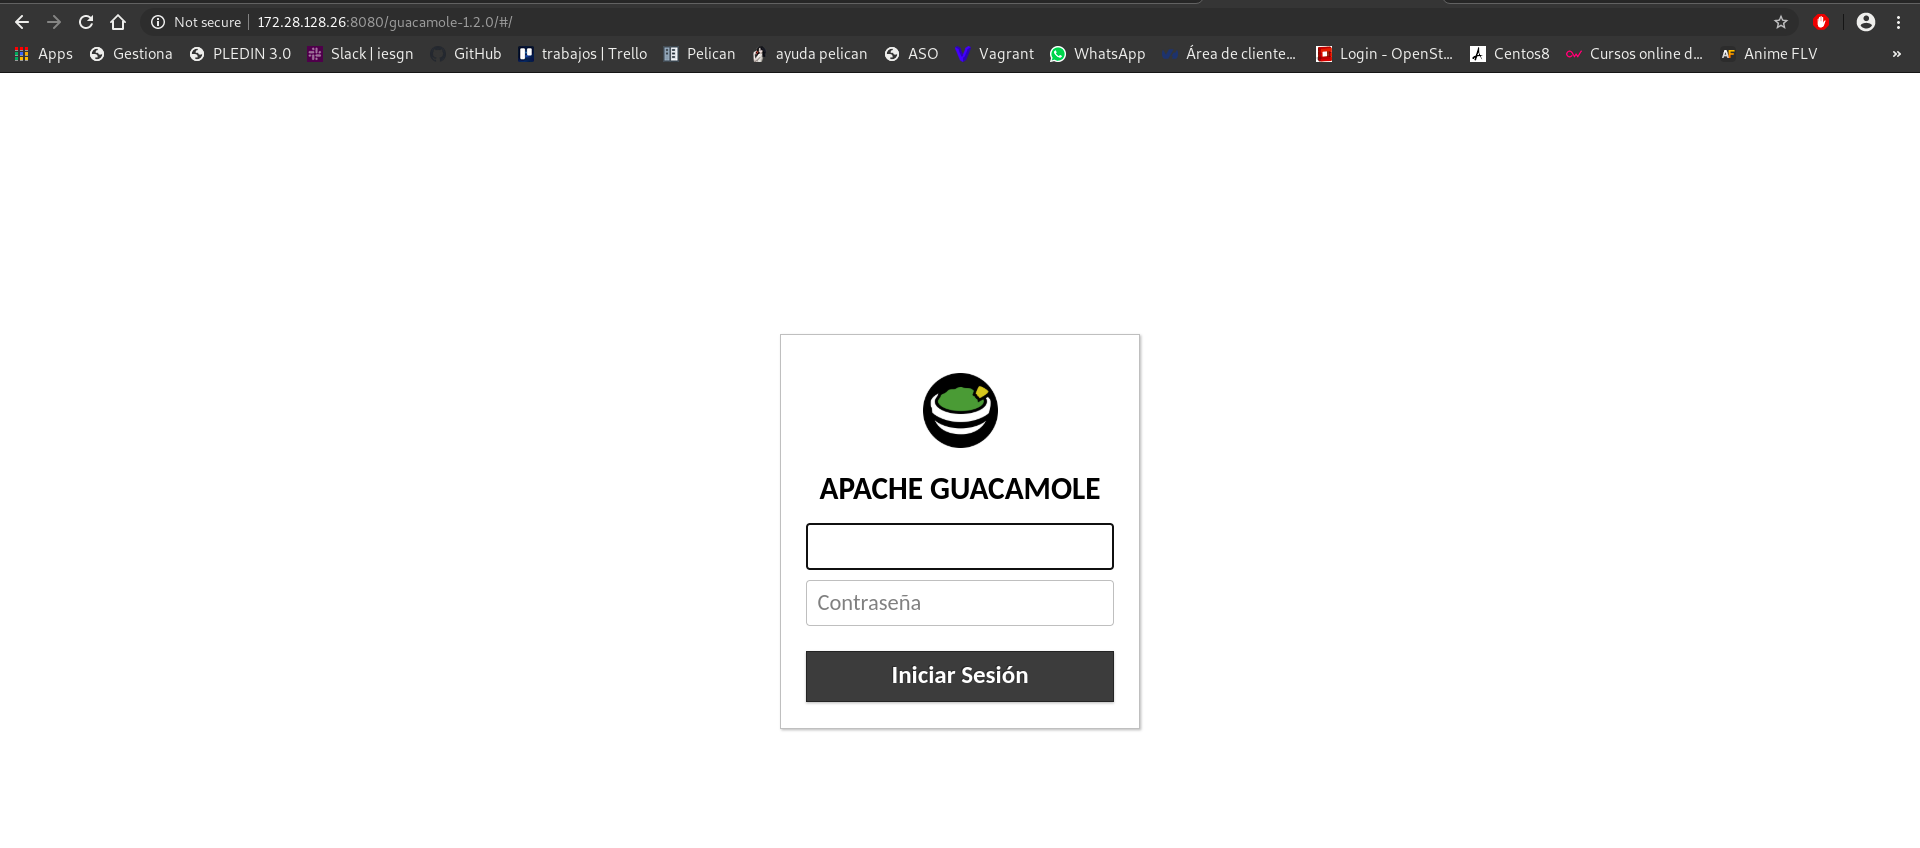 Not secure | 172.28.128.26:8080/guacamole-1.2.0/#/
Apps Gestiona PLEDIN 3.0 Slack | iesgn GitHub trabajos | Trello Pelican ayuda pelican ASO Vagrant WhatsApp Área de cliente... Login - OpenSt... Centos8 Cursos online d... Anime FLV »
APACHE GUACAMOLE
Contraseña
Iniciar Sesión